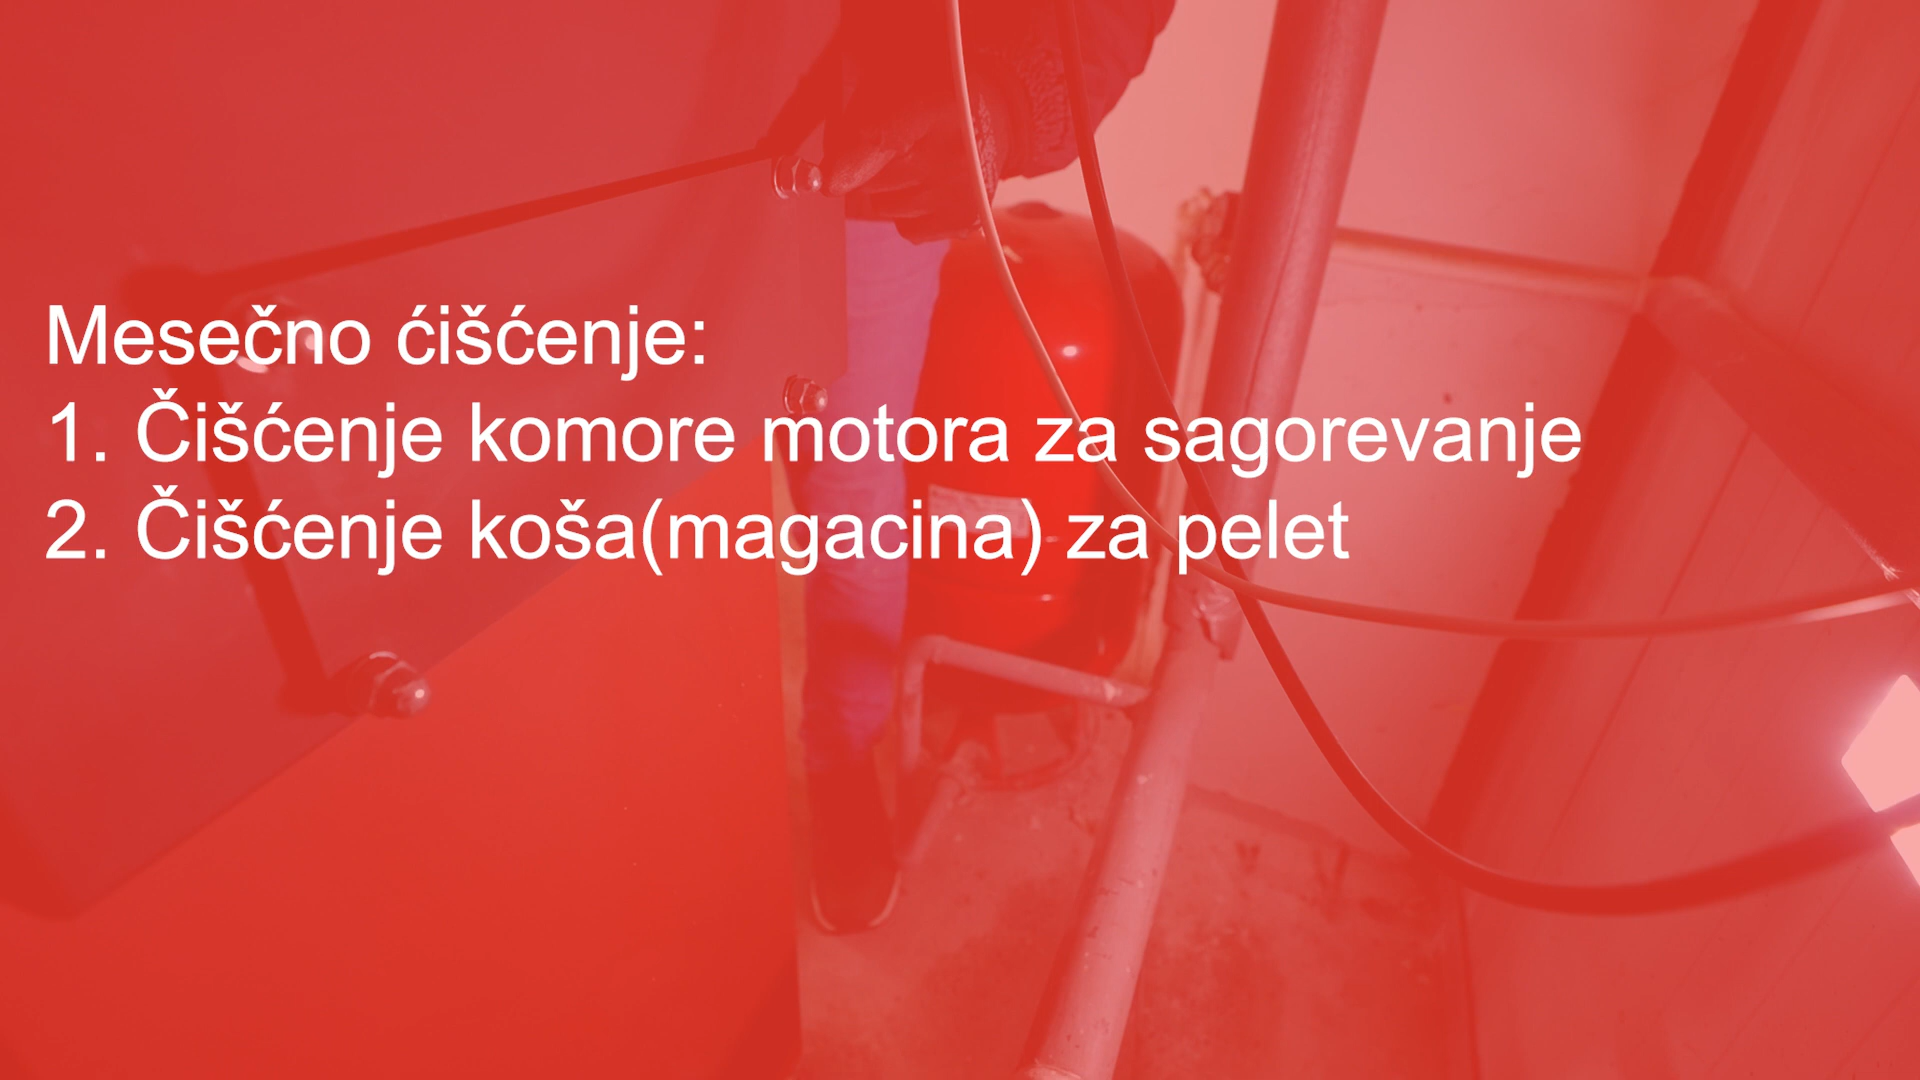 Mesečno ćišćenje:
1. Čišćenje komore motora za sagorevanje
2. Čišćenje koša(magacina) za pelet